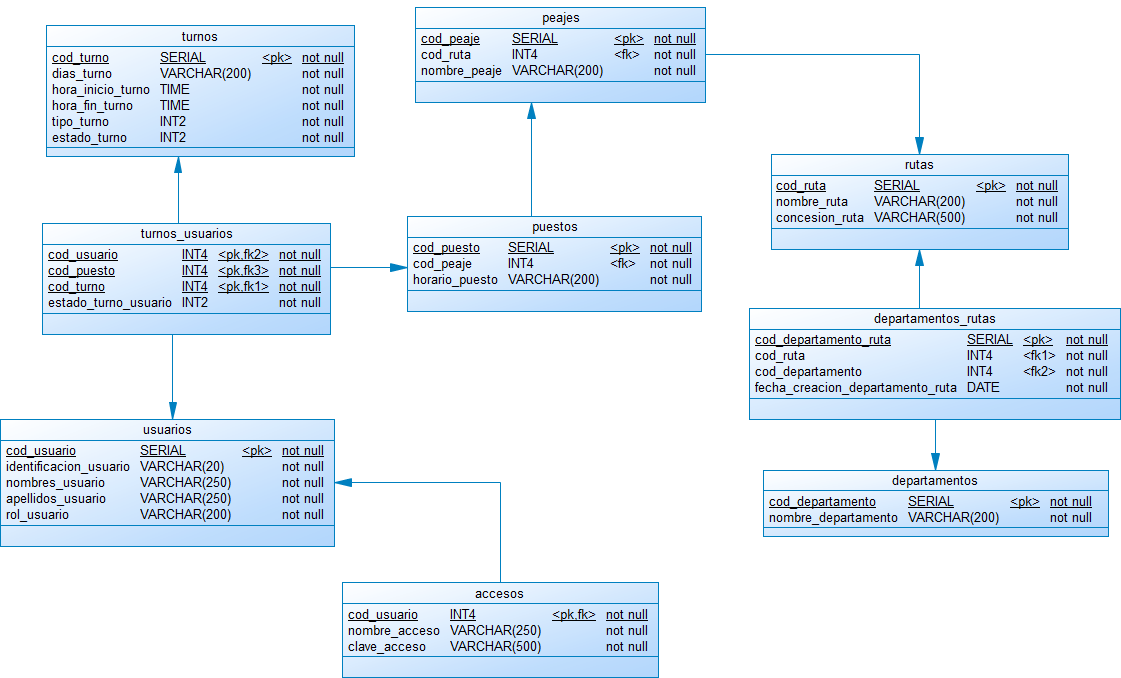 turnos
cod_turno SERIAL <pk> not null
dias_turno VARCHAR(200) not null
hora_inicio_turno TIME not null
hora_fin_turno TIME not null
tipo_turno INT2 not null
estado_turno INT2 not null
peajes
cod_peaje SERIAL <pk> not null
cod_ruta INT4 <fk> not null
nombre_peaje VARCHAR(200) not null
rutas
cod_ruta SERIAL <pk> not null
nombre_ruta VARCHAR(200) not null
concesion_ruta VARCHAR(500) not null
turnos_usuarios
cod_usuario INT4 <pk,fk2> not null
cod_puesto INT4 <pk,fk3> not null
cod_turno INT4 <pk,fk1> not null
estado_turno_usuario INT2 not null
puestos
cod_puesto SERIAL <pk> not null
cod_peaje INT4 <fk> not null
horario_puesto VARCHAR(200) not null
departamentos_rutas
cod_departamento_ruta SERIAL <pk> not null
cod_ruta INT4 <fk1> not null
cod_departamento INT4 <fk2> not null
fecha_creacion_departamento_ruta DATE not null
usuarios
cod_usuario SERIAL <pk> not null
identificacion_usuario VARCHAR(20) not null
nombres_usuario VARCHAR(250) not null
apellidos_usuario VARCHAR(250) not null
rol_usuario VARCHAR(200) not null
departamentos
cod_departamento SERIAL <pk> not null
nombre_departamento VARCHAR(200) not null
accesos
cod_usuario INT4 <pk,fk> not null
nombre_acceso VARCHAR(250) not null
clave_acceso VARCHAR(500) not null